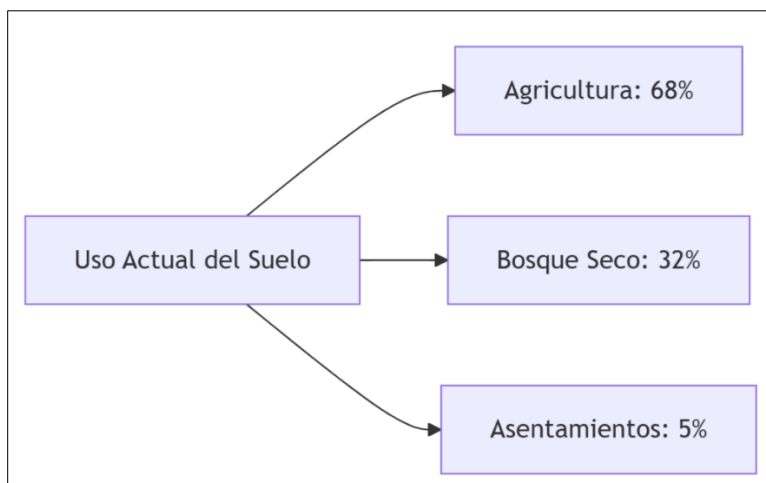 Agricultura: 68%
Uso Actual del Suelo
Bosque Seco: 32%
Asentamientos: 5%